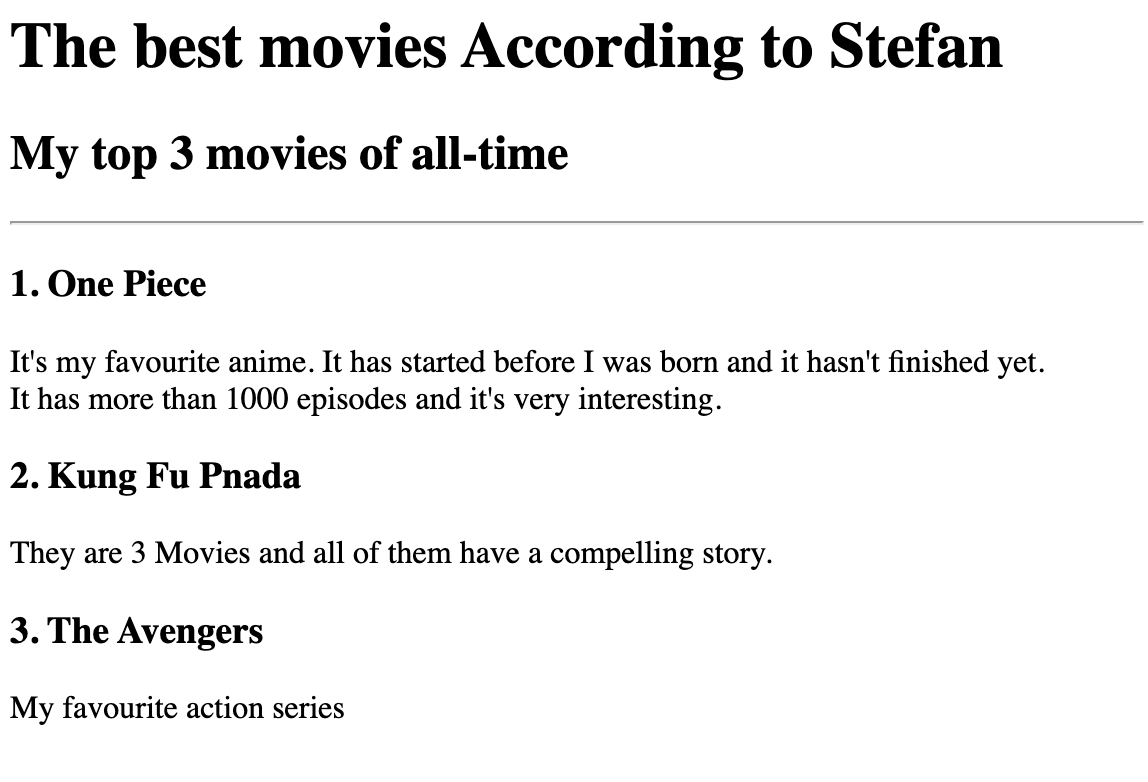 The best movies According to Stefan
My top 3 movies of all-time
1. One Piece
It's my favourite anime. It has started before I was born and it hasn't finished yet.
It has more than 1000 episodes and it's very interesting.
2. Kung Fu Pnada
They are 3 Movies and all of them have a compelling story.
3. The Avengers
My favourite action series